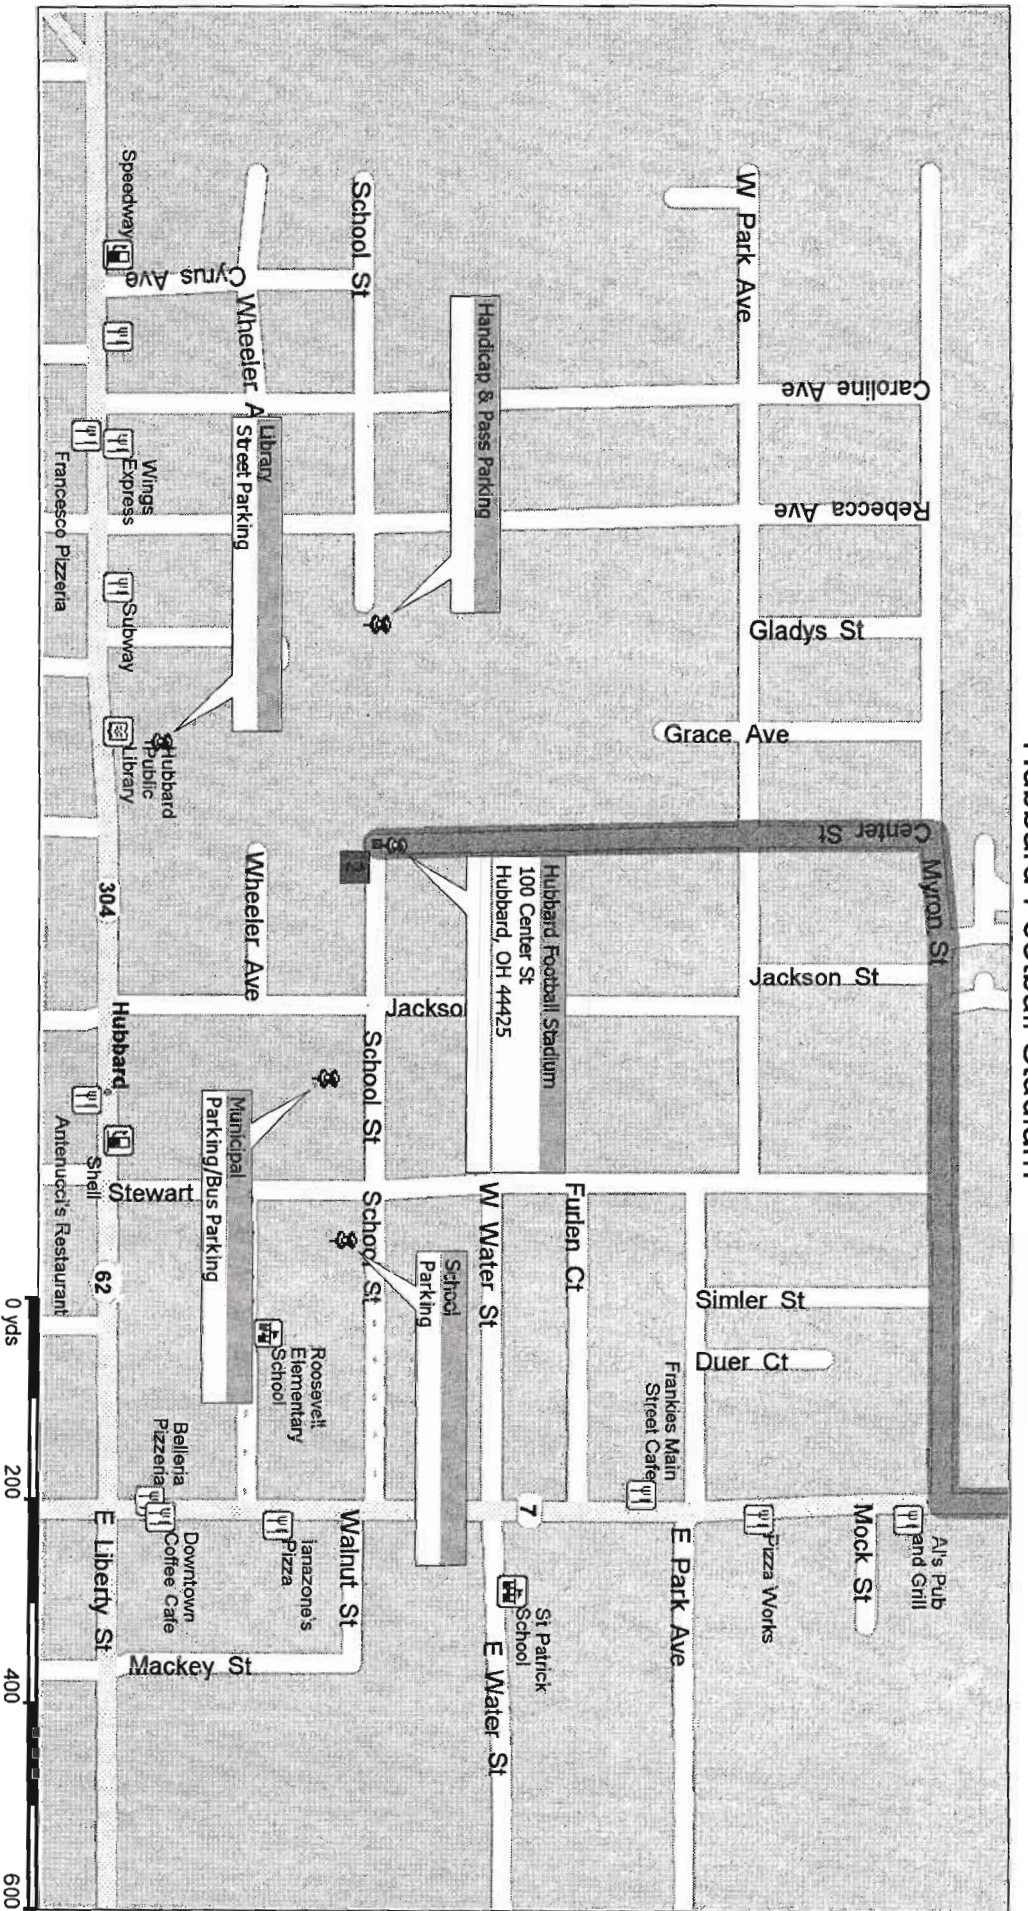 Hubbard Football Stadium
Myron St
Center St
Caroline Ave
Rebecca Ave
Gladys St
Grace Ave
Jackson St
W Park Ave
Simler St
Duer Ct
Mock St
Al's Pub
and Grill
Pizza Works
E Park Ave
Frankies Main
Street Cafe
Furlen Ct
7
Hubbard Football Stadium
100 Center St
Hubbard, OH 44425
Handicap & Pass Parking
W Water St
St Patrick
School
E Water St
School
Parking
School St
Jackso
School St
School St
2
Walnut St
Cyrus Ave
Wheeler A
Library
Street Parking
Wheeler Ave
Municipal
Parking/Bus Parking
Roosevelt
Elementary
School
Ianazone's
Pizza
Stewart
Mackey St
Belleria
Pizzeria
Downtown
Coffee Cafe
Speedway
Wings
Express
Subway
Hubbard
Public
Library
304
Hubbard
Shell
62
E Liberty St
Francesco Pizzeria
Antenucci's Restaurant
0 yds
200
400
600